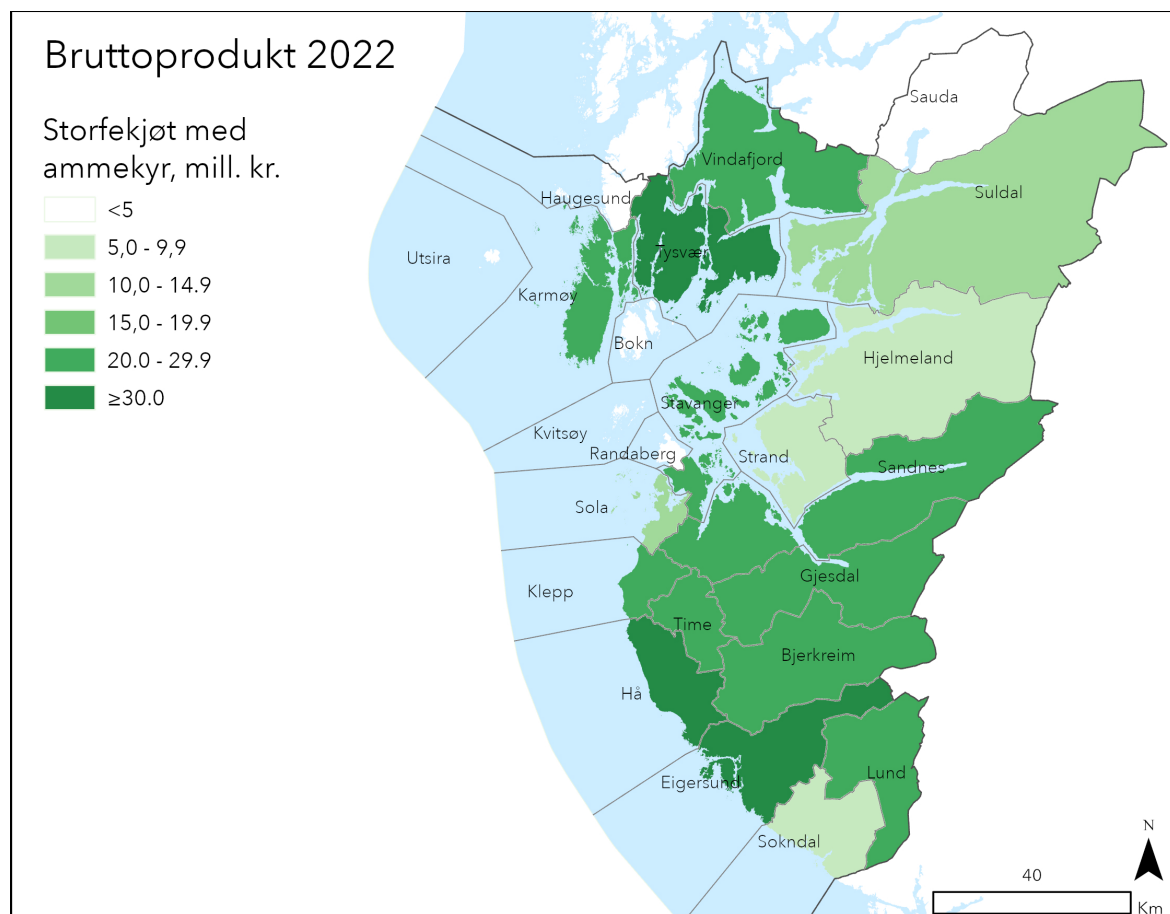 Bruttoprodukt 2022
Storfekjøt med
ammekyr, mill. kr.
<5
5,0 - 9,9
10,0 - 14.9
15,0 - 19.9
20.0 - 29.9
≥30.0
Sauda
Vindafjord
Suldal
Haugesund
Tysvær
Utsira
Karmøy
Bokn
Hjelmeland
Stavanger
Kvitsøy
Randaberg
Strand
Sandnes
Sola
Gjesdal
Klepp
Time
Bjerkreim
Hå
Eigersund
Lund
Sokndal
N
40
Km